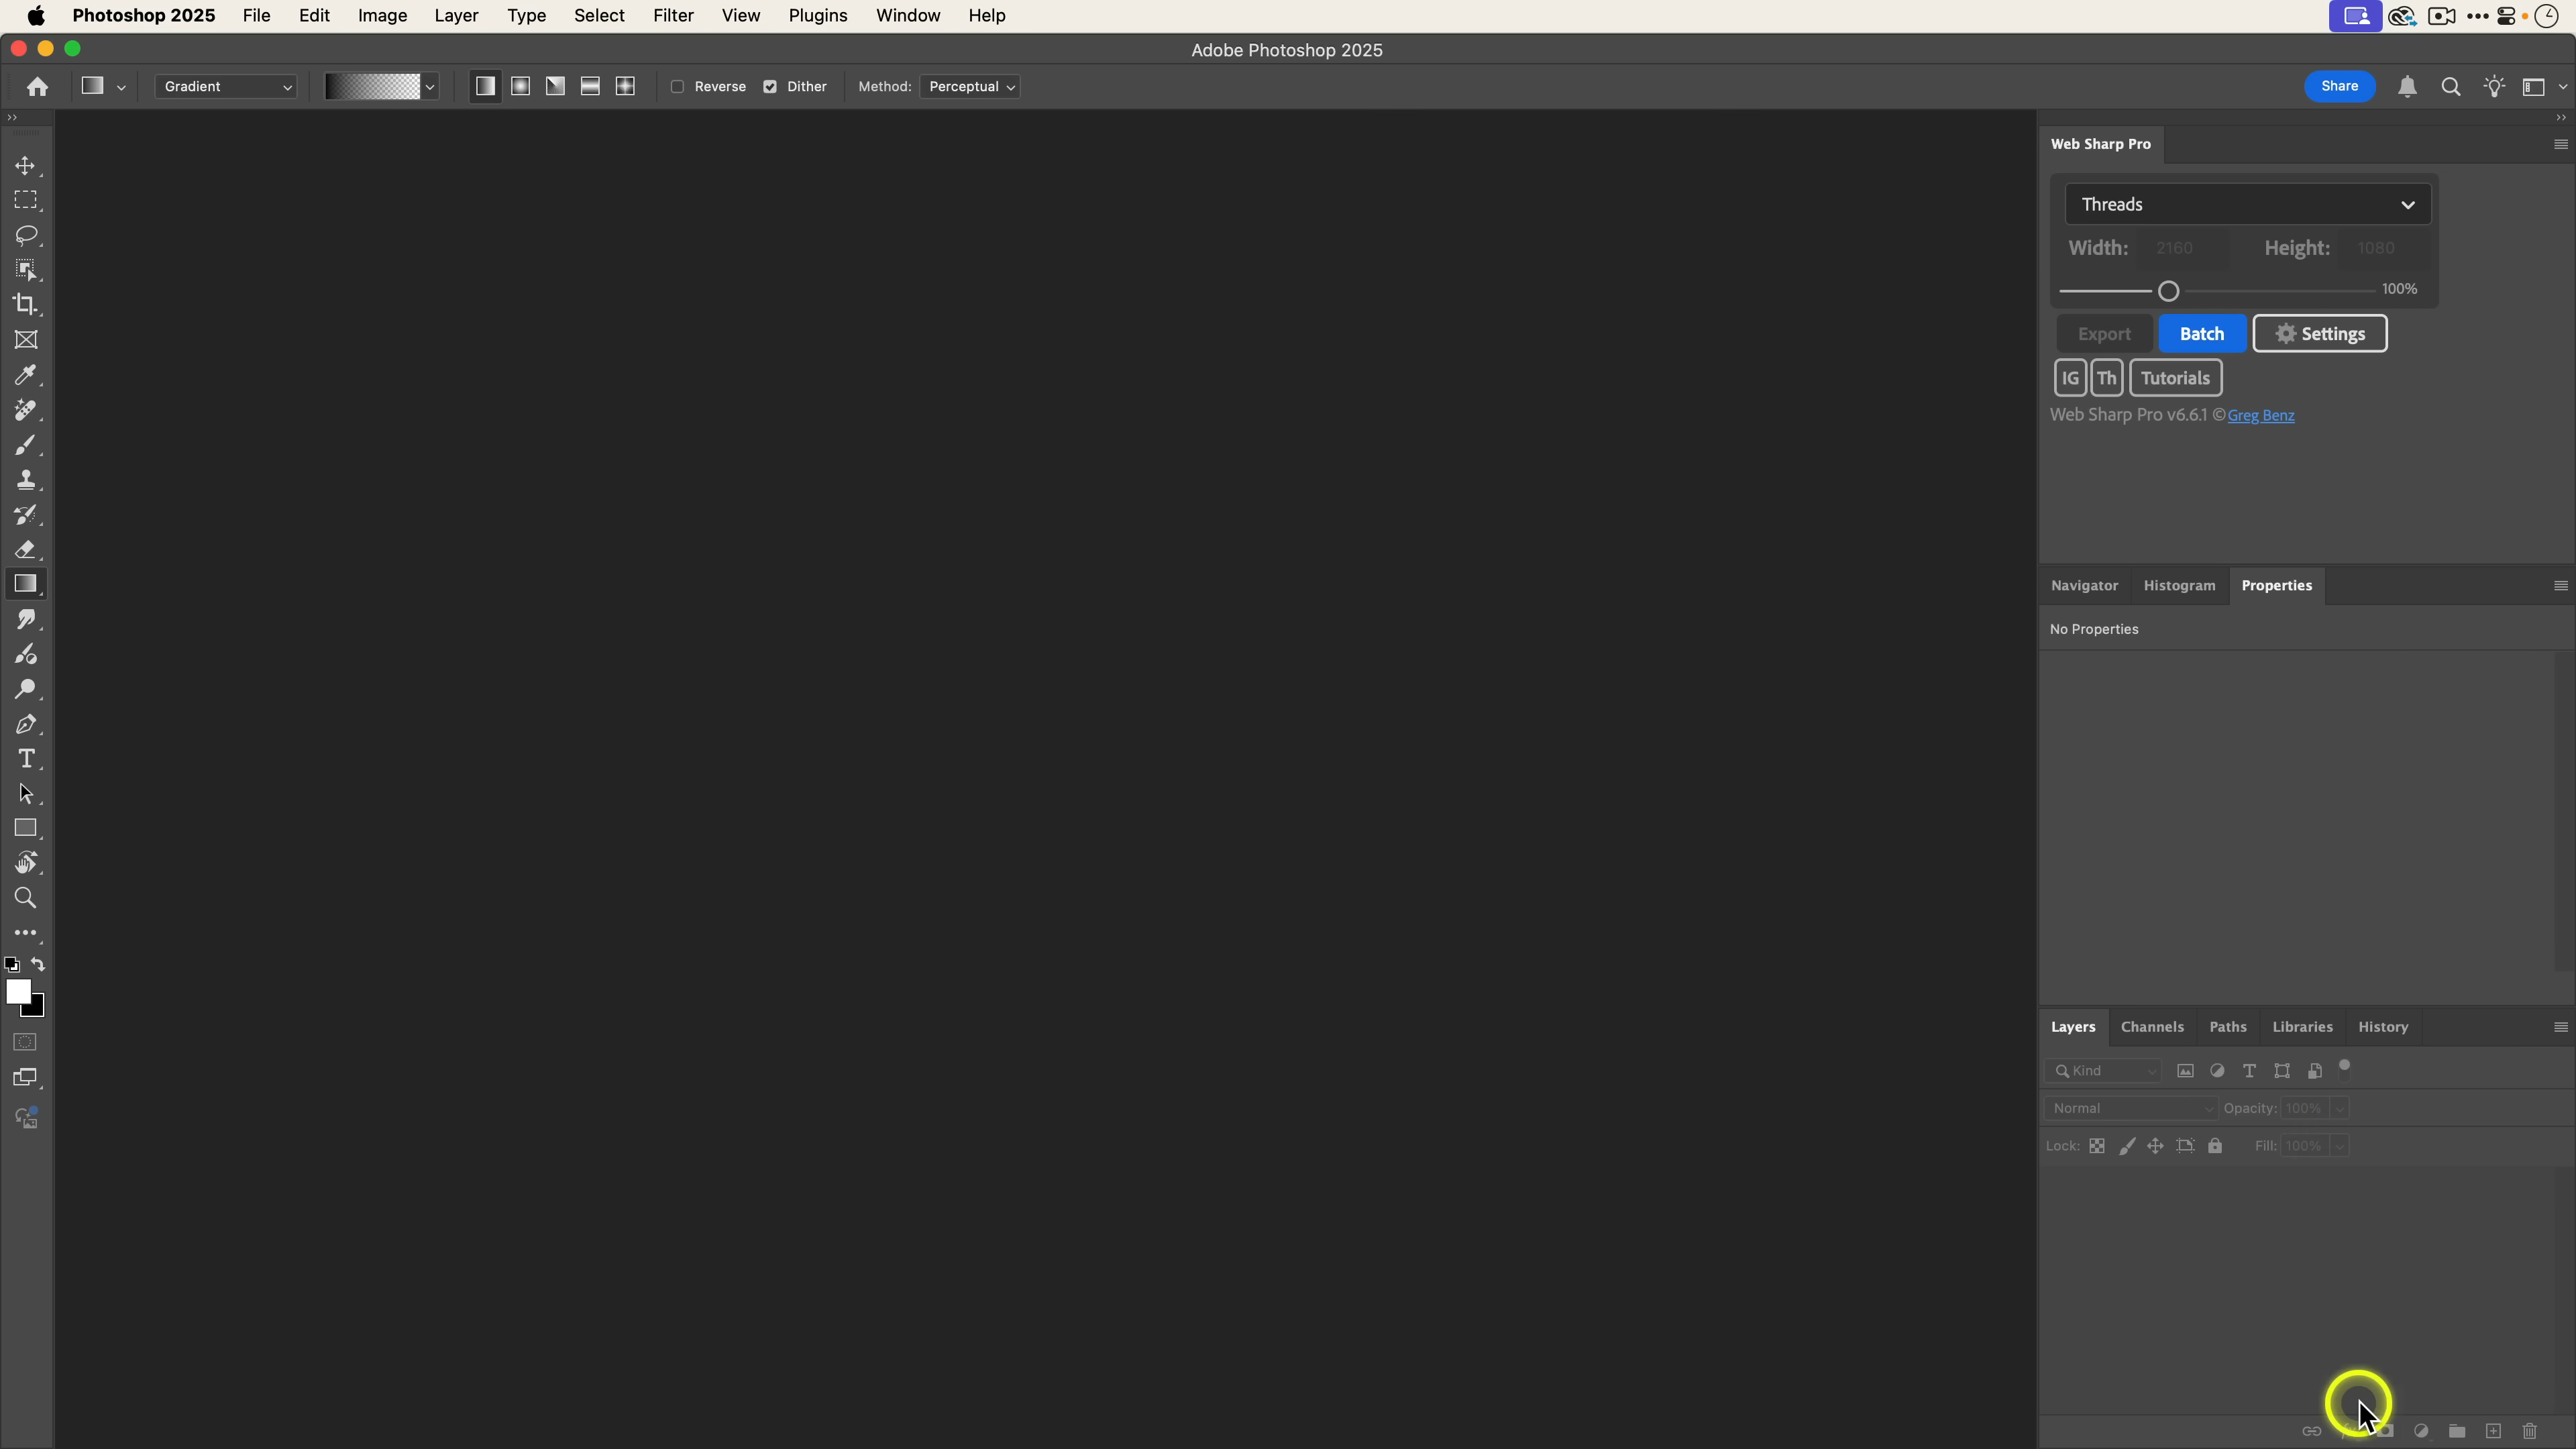 Photoshop 2025 File Edit Image Layer Type Select Filter View Plugins Window Help
Adobe Photoshop 2025
Gradient Reverse Dither Method: Perceptual Share
Web Sharp Pro
Threads
Width: 2160 Height: 1080
100%
Export Batch Settings
IG Th Tutorials
Web Sharp Pro v6.6.1 © Greg Benz
Navigator Histogram Properties
No Properties
Layers Channels Paths Libraries History
Kind
Normal Opacity: 100%
Lock: Fill: 100%